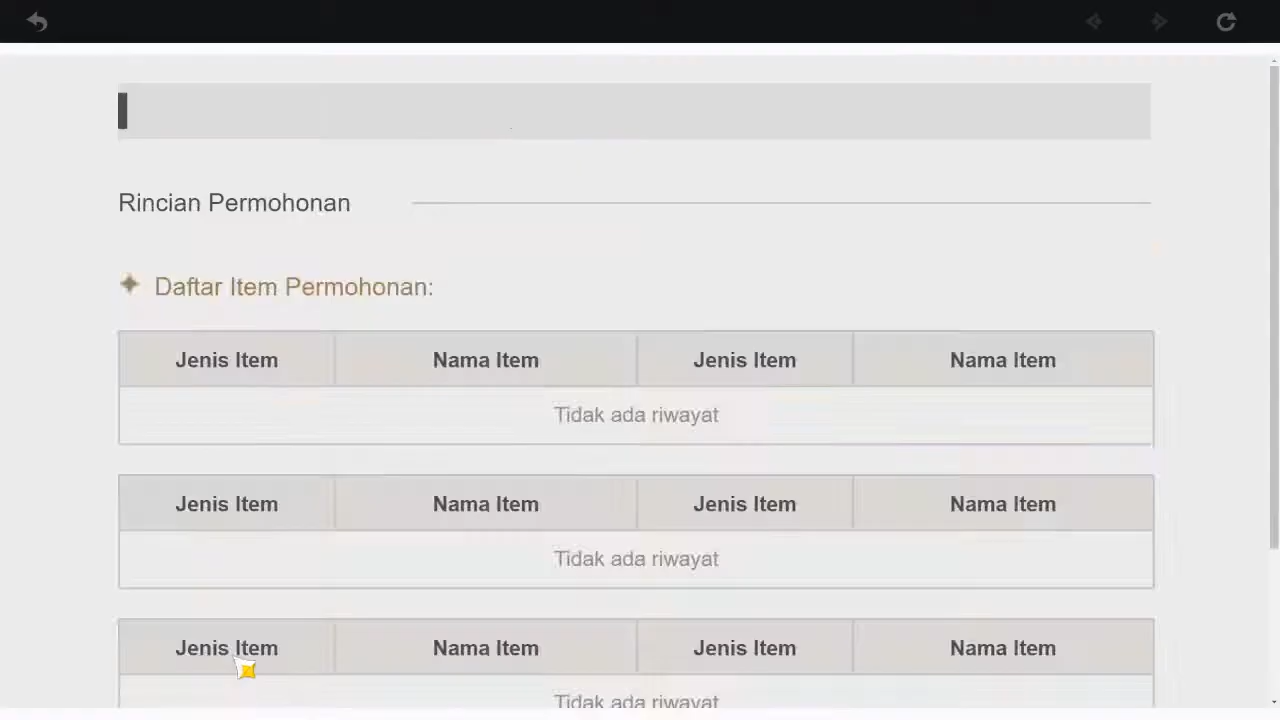 Rincian Permohonan
Daftar Item Permohonan:
Jenis Item Nama Item Jenis Item Nama Item
Tidak ada riwayat
Jenis Item Nama Item Jenis Item Nama Item
Tidak ada riwayat
Jenis Item Nama Item Jenis Item Nama Item
Tidak ada riwayat